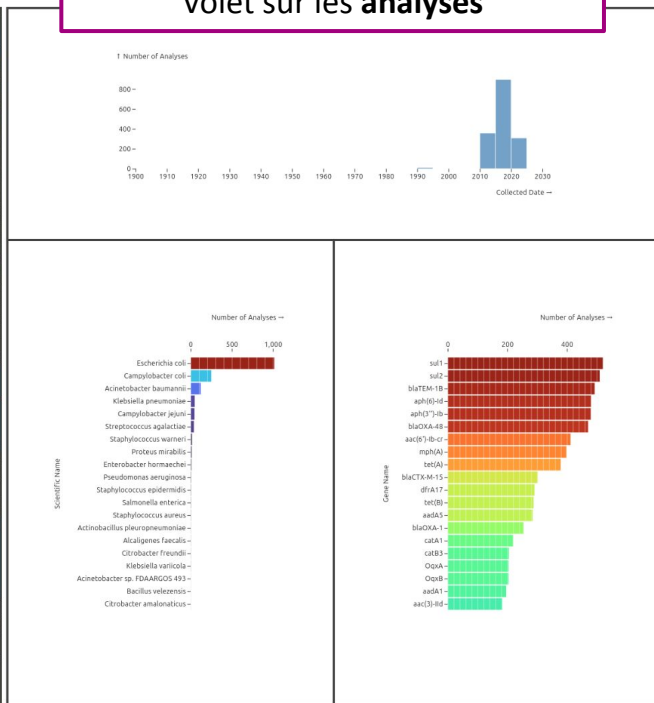 volet sur les analyses
↑ Number of Analyses
800
600
400
200
0
1900 1910 1920 1930 1940 1950 1960 1970 1980 1990 2000 2010 2020 2030
Collected Date →
Number of Analyses →
0 500 1,000
Escherichia coli
Campylobacter coli
Acinetobacter baumannii
Klebsiella pneumoniae
Campylobacter jejuni
Streptococcus agalactiae
Staphylococcus warneri
Proteus mirabilis
Enterobacter hormaechei
Pseudomonas aeruginosa
Staphylococcus epidermidis
Salmonella enterica
Staphylococcus aureus
Actinobacillus pleuropneumoniae
Alcaligenes faecalis
Citrobacter freundii
Klebsiella variicola
Acinetobacter sp. FDAARGOS 493
Bacillus velezensis
Citrobacter amalonaticus
Scientific Name
Number of Analyses →
0 200 400
sul1
sul2
blaTEM-1B
aph(6)-Id
aph(3'')-Ib
blaOXA-48
aac(6')-Ib-cr
mph(A)
tet(A)
blaCTX-M-15
dfrA17
tet(B)
aadA5
blaOXA-1
catA1
catB3
OqxA
OqxB
aadA1
aac(3)-IId
Gene Name